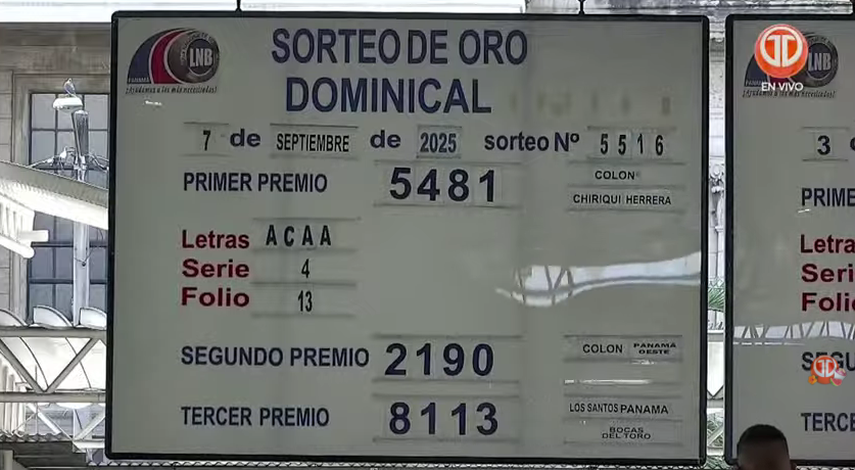 LNB
SORTEO DE ORO
DOMINICAL
7 de SEPTIEMBRE de 2025 sorteo Nº 5516
PRIMER PREMIO 5481 COLON
CHIRIQUI HERRERA
Letras ACAA
Serie 4
Folio 13
SEGUNDO PREMIO 2190 COLON PANAMÁ OESTE
TERCER PREMIO 8113 LOS SANTOS PANAMA
BOCAS DEL TORO
EN VIVO
LNB
3
PRIME
Letra
Seri
Folio
TERCE